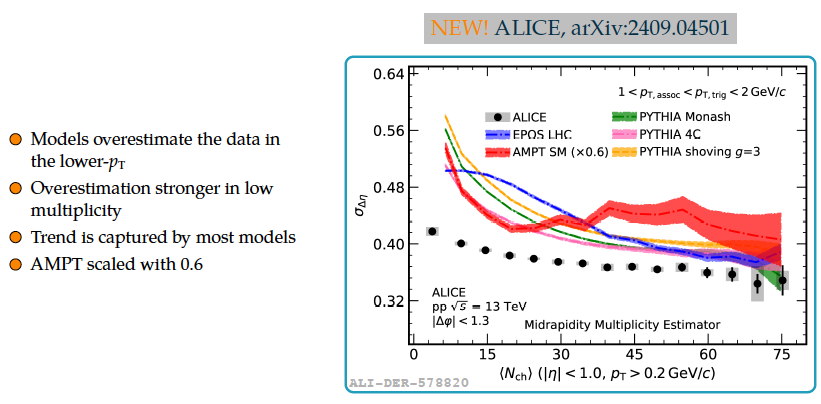 NEW! ALICE, arXiv:2409.04501
Models overestimate the data in
the lower-pT
Overestimation stronger in low
multiplicity
Trend is captured by most models
AMPT scaled with 0.6
0.64
0.56
0.48
0.40
0.32
σΔη
1 < pT,assoc < pT,trig < 2 GeV/c
ALICE
EPOS LHC
AMPT SM (×0.6)
PYTHIA Monash
PYTHIA 4C
PYTHIA shoving g=3
ALICE
pp √s = 13 TeV
|Δφ| < 1.3
Midrapidity Multiplicity Estimator
0 15 30 45 60 75
⟨Nch⟩ (|η| < 1.0, pT > 0.2 GeV/c)
ALI-DER-578820